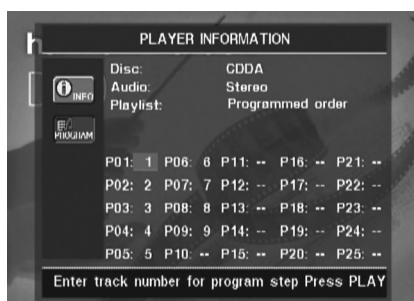 h
PLAYER INFORMATION
Disc: CDDA
Audio: Stereo
Playlist: Programmed order
INFO
PROGRAM
P01: 1 P06: 6 P11: -- P16: -- P21: --
P02: 2 P07: 7 P12: -- P17: -- P22: --
P03: 3 P08: 8 P13: -- P18: -- P23: --
P04: 4 P09: 9 P14: -- P19: -- P24: --
P05: 5 P10: -- P15: -- P20: -- P25: --
Enter track number for program step Press PLAY